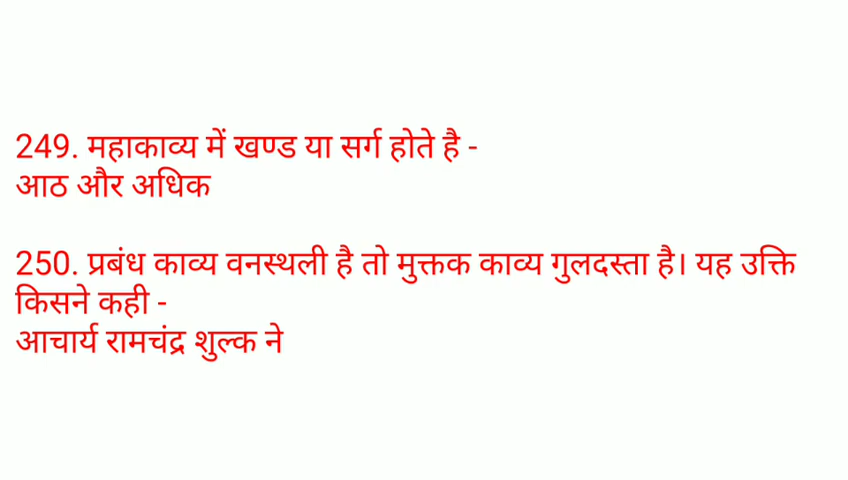 249. महाकाव्य में खण्ड या सर्ग होते है -
आठ और अधिक
250. प्रबंध काव्य वनस्थली है तो मुक्तक काव्य गुलदस्ता है। यह उक्ति
किसने कही -
आचार्य रामचंद्र शुल्क ने